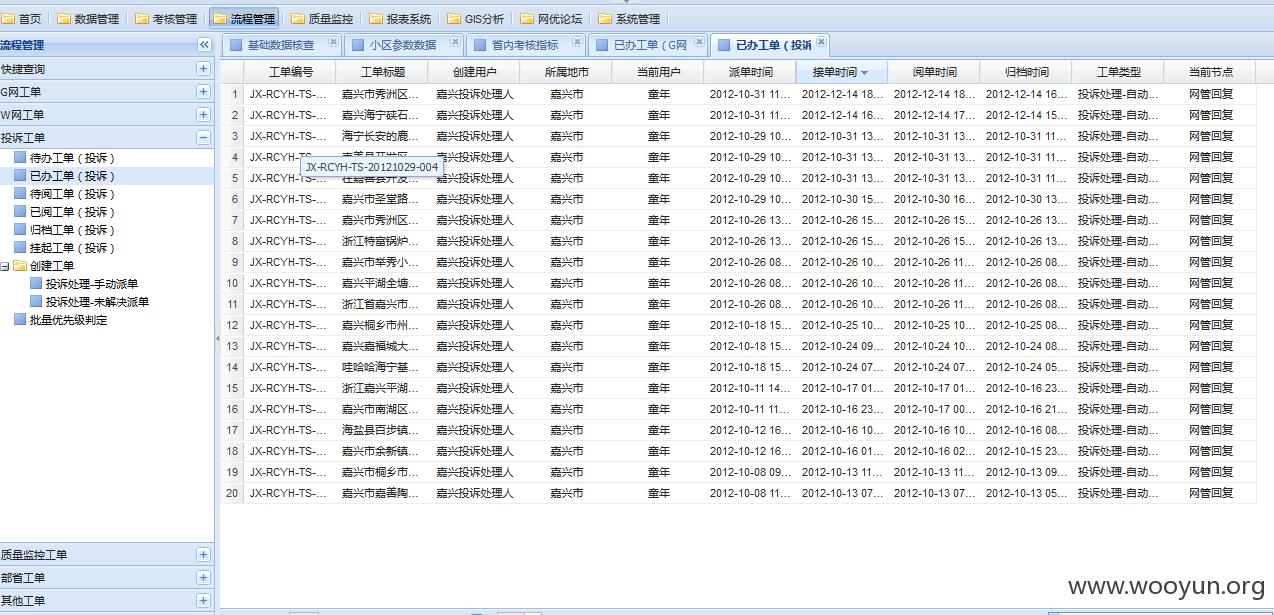 首页 数据管理 考核管理 流程管理 质量监控 报表系统 GIS分析 网优论坛 系统管理
流程管理
快捷查询
G网工单
W网工单
投诉工单
待办工单（投诉）
已办工单（投诉）
待阅工单（投诉）
已阅工单（投诉）
归档工单（投诉）
挂起工单（投诉）
创建工单
投诉处理-手动派单
投诉处理-未解决派单
批量优先级判定
质量监控工单
部省工单
其他工单
基础数据核查 小区参数数据 省内考核指标 已办工单（G网 已办工单（投诉
工单编号 工单标题 创建用户 所属地市 当前用户 派单时间 接单时间 阅单时间 归档时间 工单类型 当前节点
1 JX-RCYH-TS-... 嘉兴市秀洲区... 嘉兴投诉处理人 嘉兴市 童年 2012-10-31 11... 2012-12-14 18... 2012-12-14 18... 2012-12-14 16... 投诉处理-自动... 网管回复
2 JX-RCYH-TS-... 嘉兴海宁硖石... 嘉兴投诉处理人 嘉兴市 童年 2012-10-31 11... 2012-12-14 16... 2012-12-14 17... 2012-12-14 15... 投诉处理-自动... 网管回复
3 JX-RCYH-TS-... 海宁长安的鹿... 嘉兴投诉处理人 嘉兴市 童年 2012-10-29 10... 2012-10-31 13... 2012-10-31 13... 2012-10-31 11... 投诉处理-自动... 网管回复
4 JX-RCYH-TS-... 嘉兴投诉处理人 嘉兴市 童年 2012-10-29 10... 2012-10-31 13... 2012-10-31 13... 2012-10-31 11... 投诉处理-自动... 网管回复
JX-RCYH-TS-20121029-004
5 JX-RCYH-TS-... 嘉兴投诉处理人 嘉兴市 童年 2012-10-29 10... 2012-10-31 13... 2012-10-31 13... 2012-10-31 11... 投诉处理-自动... 网管回复
6 JX-RCYH-TS-... 嘉兴市圣堂路... 嘉兴投诉处理人 嘉兴市 童年 2012-10-29 10... 2012-10-30 15... 2012-10-30 16... 2012-10-30 13... 投诉处理-自动... 网管回复
7 JX-RCYH-TS-... 嘉兴市秀洲区... 嘉兴投诉处理人 嘉兴市 童年 2012-10-26 13... 2012-10-26 15... 2012-10-26 15... 2012-10-26 13... 投诉处理-自动... 网管回复
8 JX-RCYH-TS-... 浙江特富锅炉... 嘉兴投诉处理人 嘉兴市 童年 2012-10-26 13... 2012-10-26 15... 2012-10-26 15... 2012-10-26 13... 投诉处理-自动... 网管回复
9 JX-RCYH-TS-... 嘉兴市举秀小... 嘉兴投诉处理人 嘉兴市 童年 2012-10-26 08... 2012-10-26 10... 2012-10-26 11... 2012-10-26 08... 投诉处理-自动... 网管回复
10 JX-RCYH-TS-... 嘉兴平湖全塘... 嘉兴投诉处理人 嘉兴市 童年 2012-10-26 08... 2012-10-26 10... 2012-10-26 11... 2012-10-26 08... 投诉处理-自动... 网管回复
11 JX-RCYH-TS-... 浙江省嘉兴市... 嘉兴投诉处理人 嘉兴市 童年 2012-10-26 08... 2012-10-26 10... 2012-10-26 11... 2012-10-26 08... 投诉处理-自动... 网管回复
12 JX-RCYH-TS-... 嘉兴桐乡市州... 嘉兴投诉处理人 嘉兴市 童年 2012-10-18 15... 2012-10-25 10... 2012-10-25 10... 2012-10-25 08... 投诉处理-自动... 网管回复
13 JX-RCYH-TS-... 嘉兴嘉福城大... 嘉兴投诉处理人 嘉兴市 童年 2012-10-18 15... 2012-10-24 09... 2012-10-24 10... 2012-10-24 08... 投诉处理-自动... 网管回复
14 JX-RCYH-TS-... 哇哈哈海宁基... 嘉兴投诉处理人 嘉兴市 童年 2012-10-18 15... 2012-10-24 07... 2012-10-24 07... 2012-10-24 05... 投诉处理-自动... 网管回复
15 JX-RCYH-TS-... 浙江嘉兴平湖... 嘉兴投诉处理人 嘉兴市 童年 2012-10-11 14... 2012-10-17 01... 2012-10-17 01... 2012-10-16 23... 投诉处理-自动... 网管回复
16 JX-RCYH-TS-... 嘉兴市南湖区... 嘉兴投诉处理人 嘉兴市 童年 2012-10-11 11... 2012-10-16 23... 2012-10-17 00... 2012-10-16 21... 投诉处理-自动... 网管回复
17 JX-RCYH-TS-... 海盐县百步镇... 嘉兴投诉处理人 嘉兴市 童年 2012-10-12 16... 2012-10-16 10... 2012-10-16 10... 2012-10-16 08... 投诉处理-自动... 网管回复
18 JX-RCYH-TS-... 嘉兴市余新镇... 嘉兴投诉处理人 嘉兴市 童年 2012-10-12 16... 2012-10-16 01... 2012-10-16 02... 2012-10-15 23... 投诉处理-自动... 网管回复
19 JX-RCYH-TS-... 嘉兴市桐乡市... 嘉兴投诉处理人 嘉兴市 童年 2012-10-08 09... 2012-10-13 11... 2012-10-13 11... 2012-10-13 09... 投诉处理-自动... 网管回复
20 JX-RCYH-TS-... 嘉兴市嘉善陶... 嘉兴投诉处理人 嘉兴市 童年 2012-10-08 11... 2012-10-13 07... 2012-10-13 07... 2012-10-13 05... 投诉处理-自动... 网管回复
www.wooyun.org